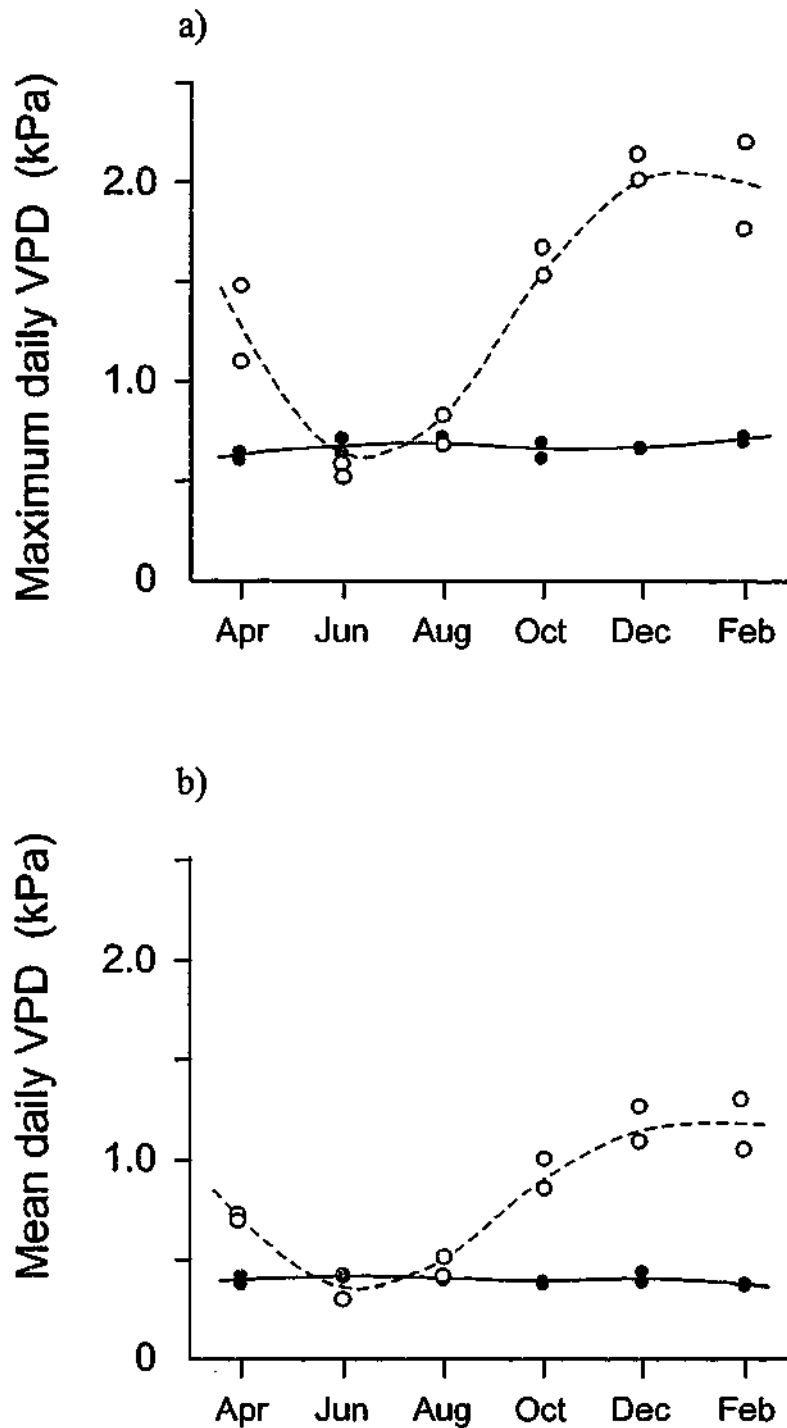 a)
Maximum daily VPD (kPa)
2.0
1.0
0
Apr Jun Aug Oct Dec Feb
b)
Mean daily VPD (kPa)
2.0
1.0
0
Apr Jun Aug Oct Dec Feb